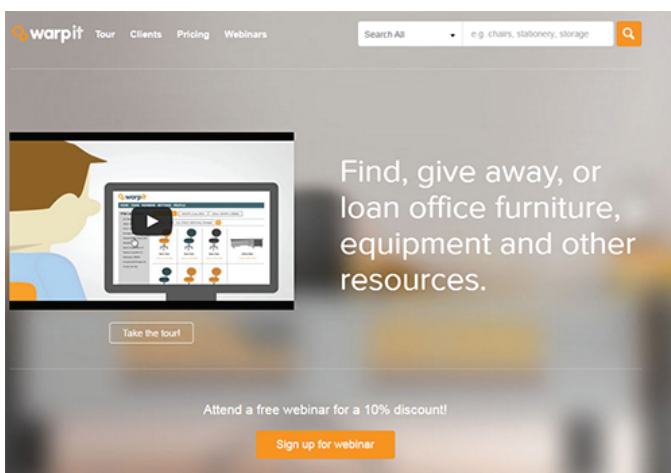 warpit Tour Clients Pricing Webinars Search All e.g. chairs, stationery, storage
Find, give away, or
loan office furniture,
equipment and other
resources.
warpit
Take the tour!
Attend a free webinar for a 10% discount!
Sign up for webinar